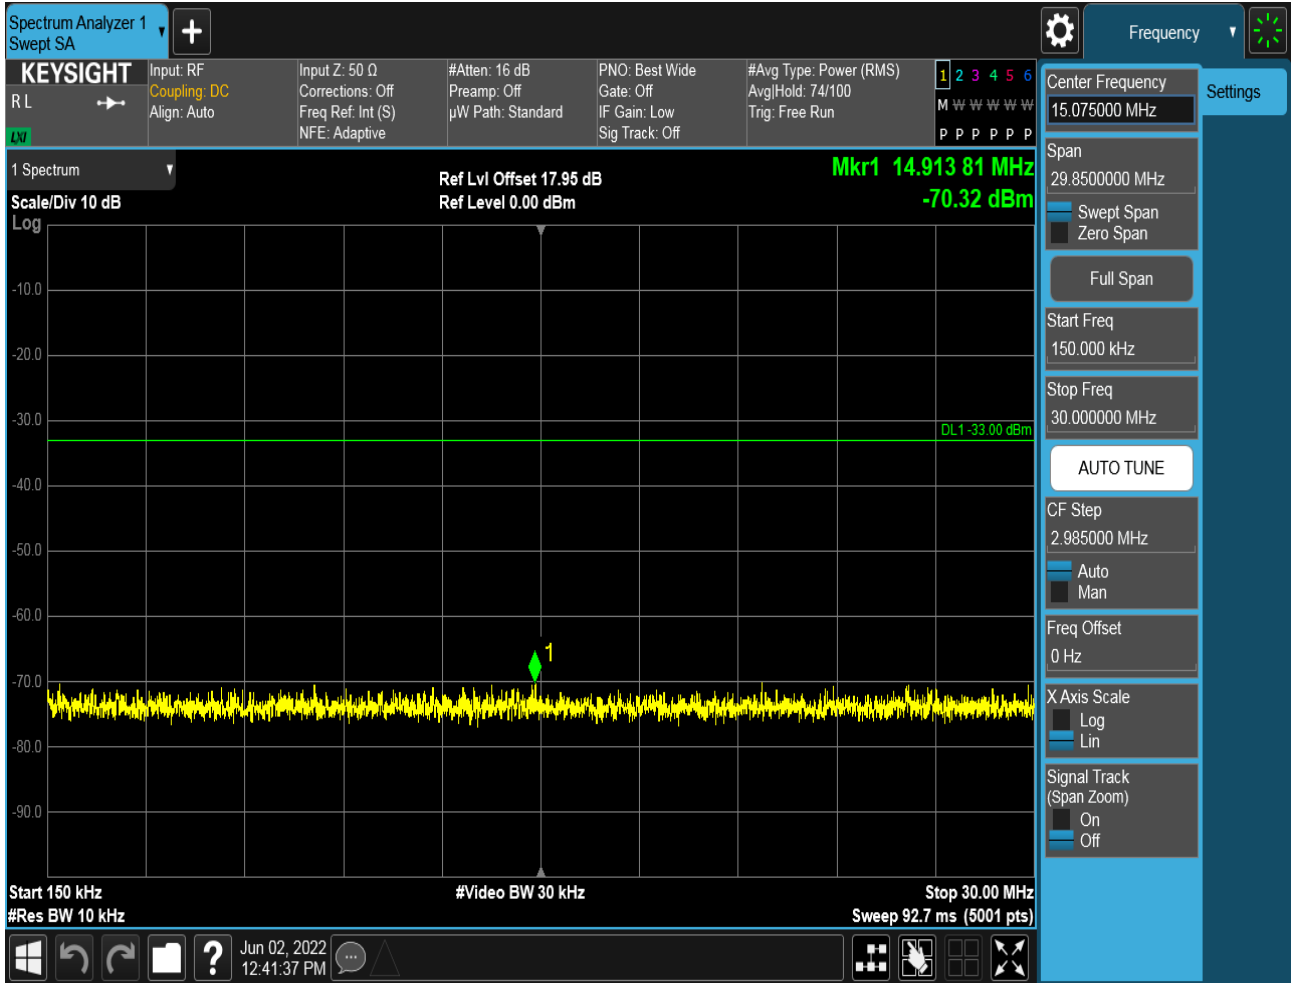 Spectrum Analyzer 1
Swept SA
Frequency
KEYSIGHT
R L
LXI
Input: RF
Coupling: DC
Align: Auto
Input Z: 50 Ω
Corrections: Off
Freq Ref: Int (S)
NFE: Adaptive
#Atten: 16 dB
Preamp: Off
µW Path: Standard
PNO: Best Wide
Gate: Off
IF Gain: Low
Sig Track: Off
#Avg Type: Power (RMS)
Avg|Hold: 74/100
Trig: Free Run
1 2 3 4 5 6
M W W W W W
P P P P P P
1 Spectrum
Scale/Div 10 dB
Log
Ref Lvl Offset 17.95 dB
Ref Level 0.00 dBm
Mkr1 14.913 81 MHz
-70.32 dBm
-10.0
-20.0
-30.0
DL1 -33.00 dBm
-40.0
-50.0
-60.0
1
-70.0
-80.0
-90.0
Start 150 kHz
#Res BW 10 kHz
#Video BW 30 kHz
Stop 30.00 MHz
Sweep 92.7 ms (5001 pts)
Center Frequency
15.075000 MHz
Settings
Span
29.8500000 MHz
Swept Span
Zero Span
Full Span
Start Freq
150.000 kHz
Stop Freq
30.000000 MHz
AUTO TUNE
CF Step
2.985000 MHz
Auto
Man
Freq Offset
0 Hz
X Axis Scale
Log
Lin
Signal Track
(Span Zoom)
On
Off
?
Jun 02, 2022
12:41:37 PM